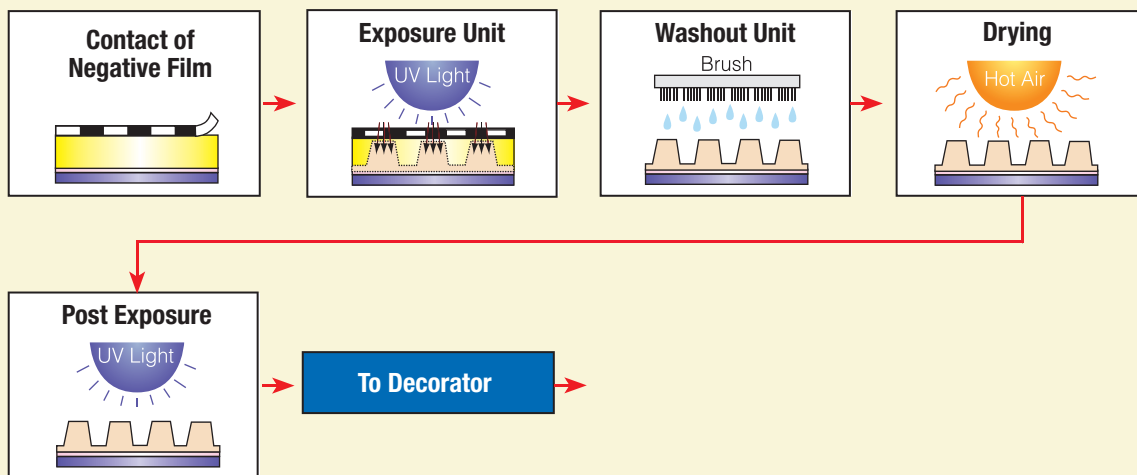 Contact of
Negative Film
Exposure Unit
UV Light
Washout Unit
Brush
Drying
Hot Air
Post Exposure
UV Light
To Decorator